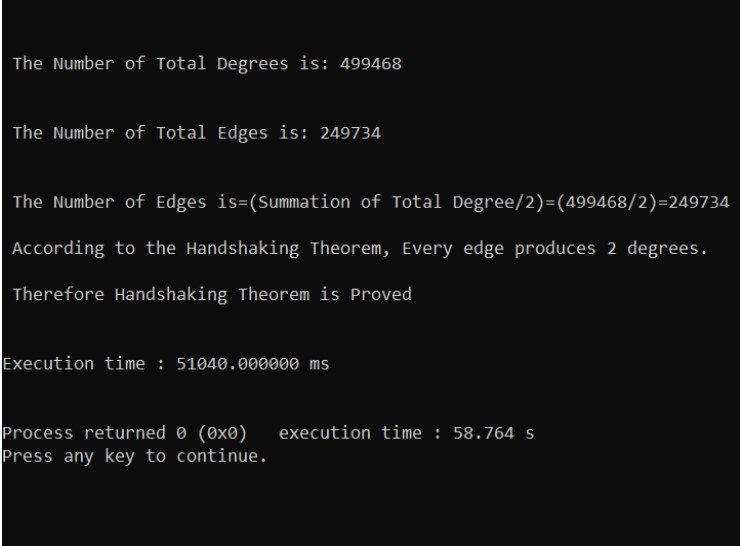 The Number of Total Degrees is: 499468
The Number of Total Edges is: 249734
The Number of Edges is=(Summation of Total Degree/2)=(499468/2)=249734
According to the Handshaking Theorem, Every edge produces 2 degrees.
Therefore Handshaking Theorem is Proved
Execution time : 51040.000000 ms
Process returned 0 (0x0)   execution time : 58.764 s
Press any key to continue.